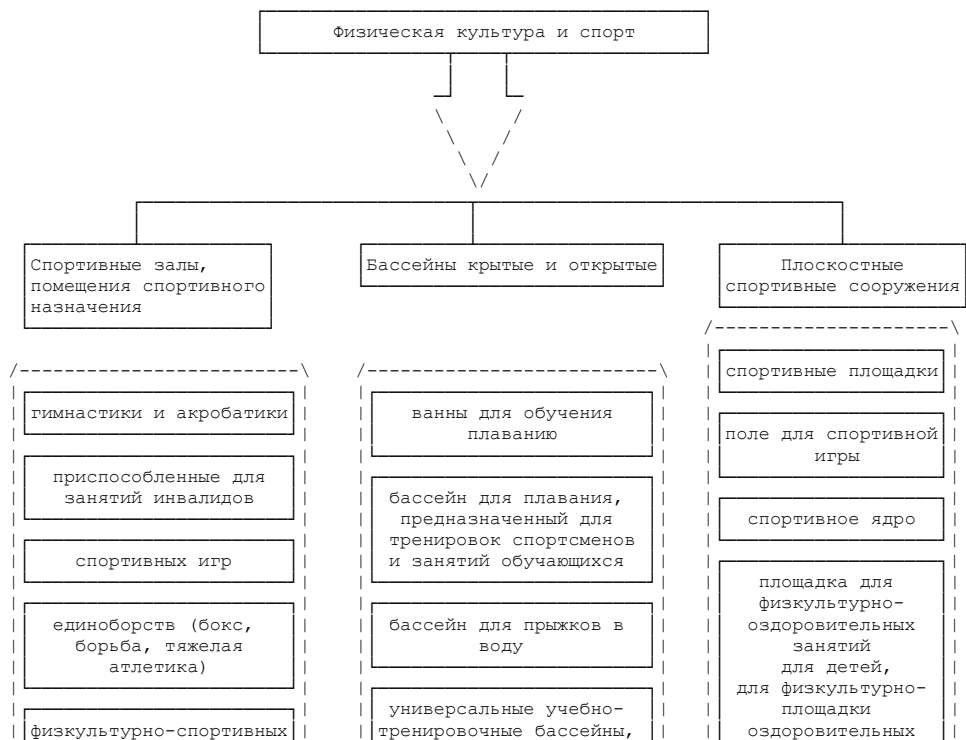 Физическая культура и спорт
Спортивные залы,
помещения спортивного
назначения
гимнастики и акробатики
приспособленные для
занятий инвалидов
спортивных игр
единоборств (бокс,
борьба, тяжелая
атлетика)
физкультурно-спортивных
Бассейны крытые и открытые
ванны для обучения
плаванию
бассейн для плавания,
предназначенный для
тренировок спортсменов
и занятий обучающихся
бассейн для прыжков в
воду
универсальные учебно-
тренировочные бассейны,
Плоскостные
спортивные сооружения
спортивные площадки
поле для спортивной
игры
спортивное ядро
площадка для
физкультурно-
оздоровительных
занятий
для детей,
для физкультурно-
площадки
оздоровительных